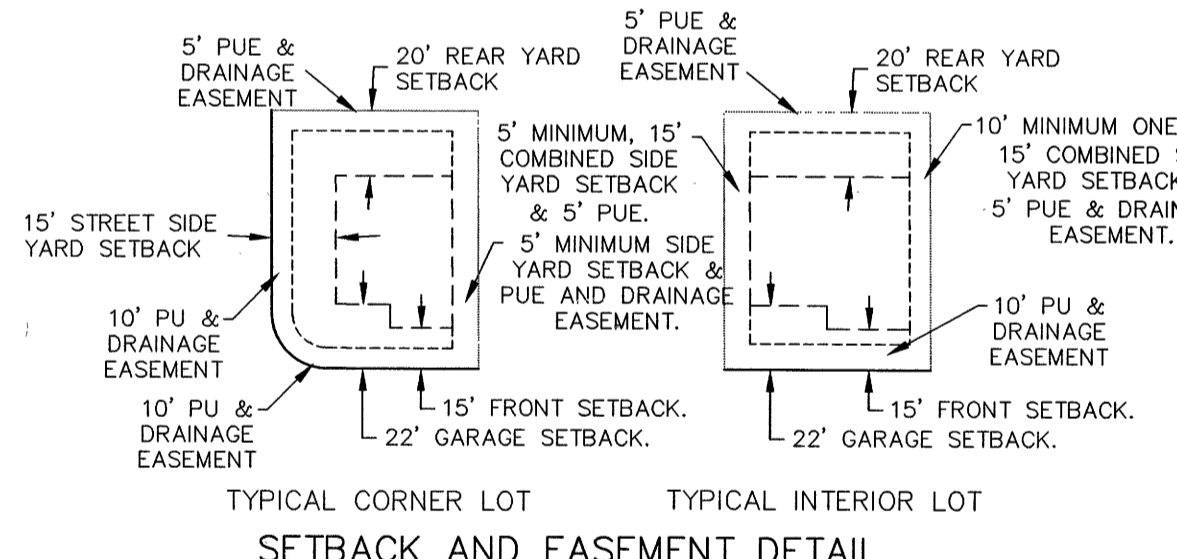 5' PUE &
DRAINAGE
EASEMENT
20' REAR YARD
SETBACK
15' STREET SIDE
YARD SETBACK
10' PU &
DRAINAGE
EASEMENT
10' PU &
DRAINAGE
EASEMENT
15' FRONT SETBACK.
22' GARAGE SETBACK.
5' MINIMUM SIDE
YARD SETBACK &
PUE AND DRAINAGE
EASEMENT.
TYPICAL CORNER LOT
5' PUE &
DRAINAGE
EASEMENT
20' REAR YARD
SETBACK
5' MINIMUM, 15'
COMBINED SIDE
YARD SETBACK
& 5' PUE.
10' MINIMUM ONE
15' COMBINED
YARD SETBACK
5' PUE &
EASEMENT.
10' PU &
DRAINAGE
EASEMENT
15' FRONT SETBACK.
22' GARAGE SETBACK.
TYPICAL INTERIOR LOT
SETBACK AND EASEMENT DETAIL